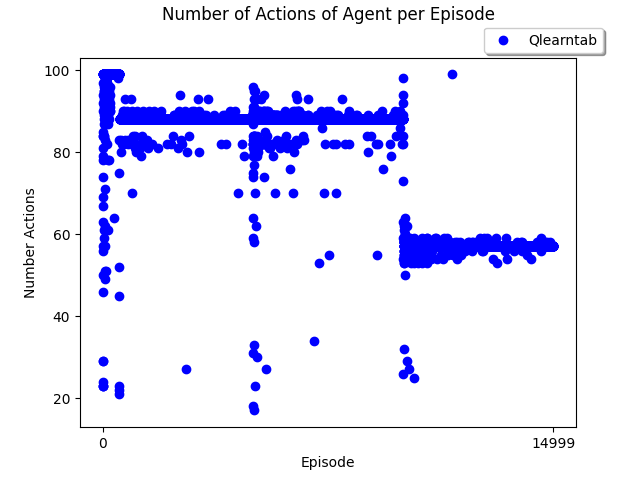 Number of Actions of Agent per Episode
Qlearntab
100
80
60
40
20
Number Actions
0
14999
Episode